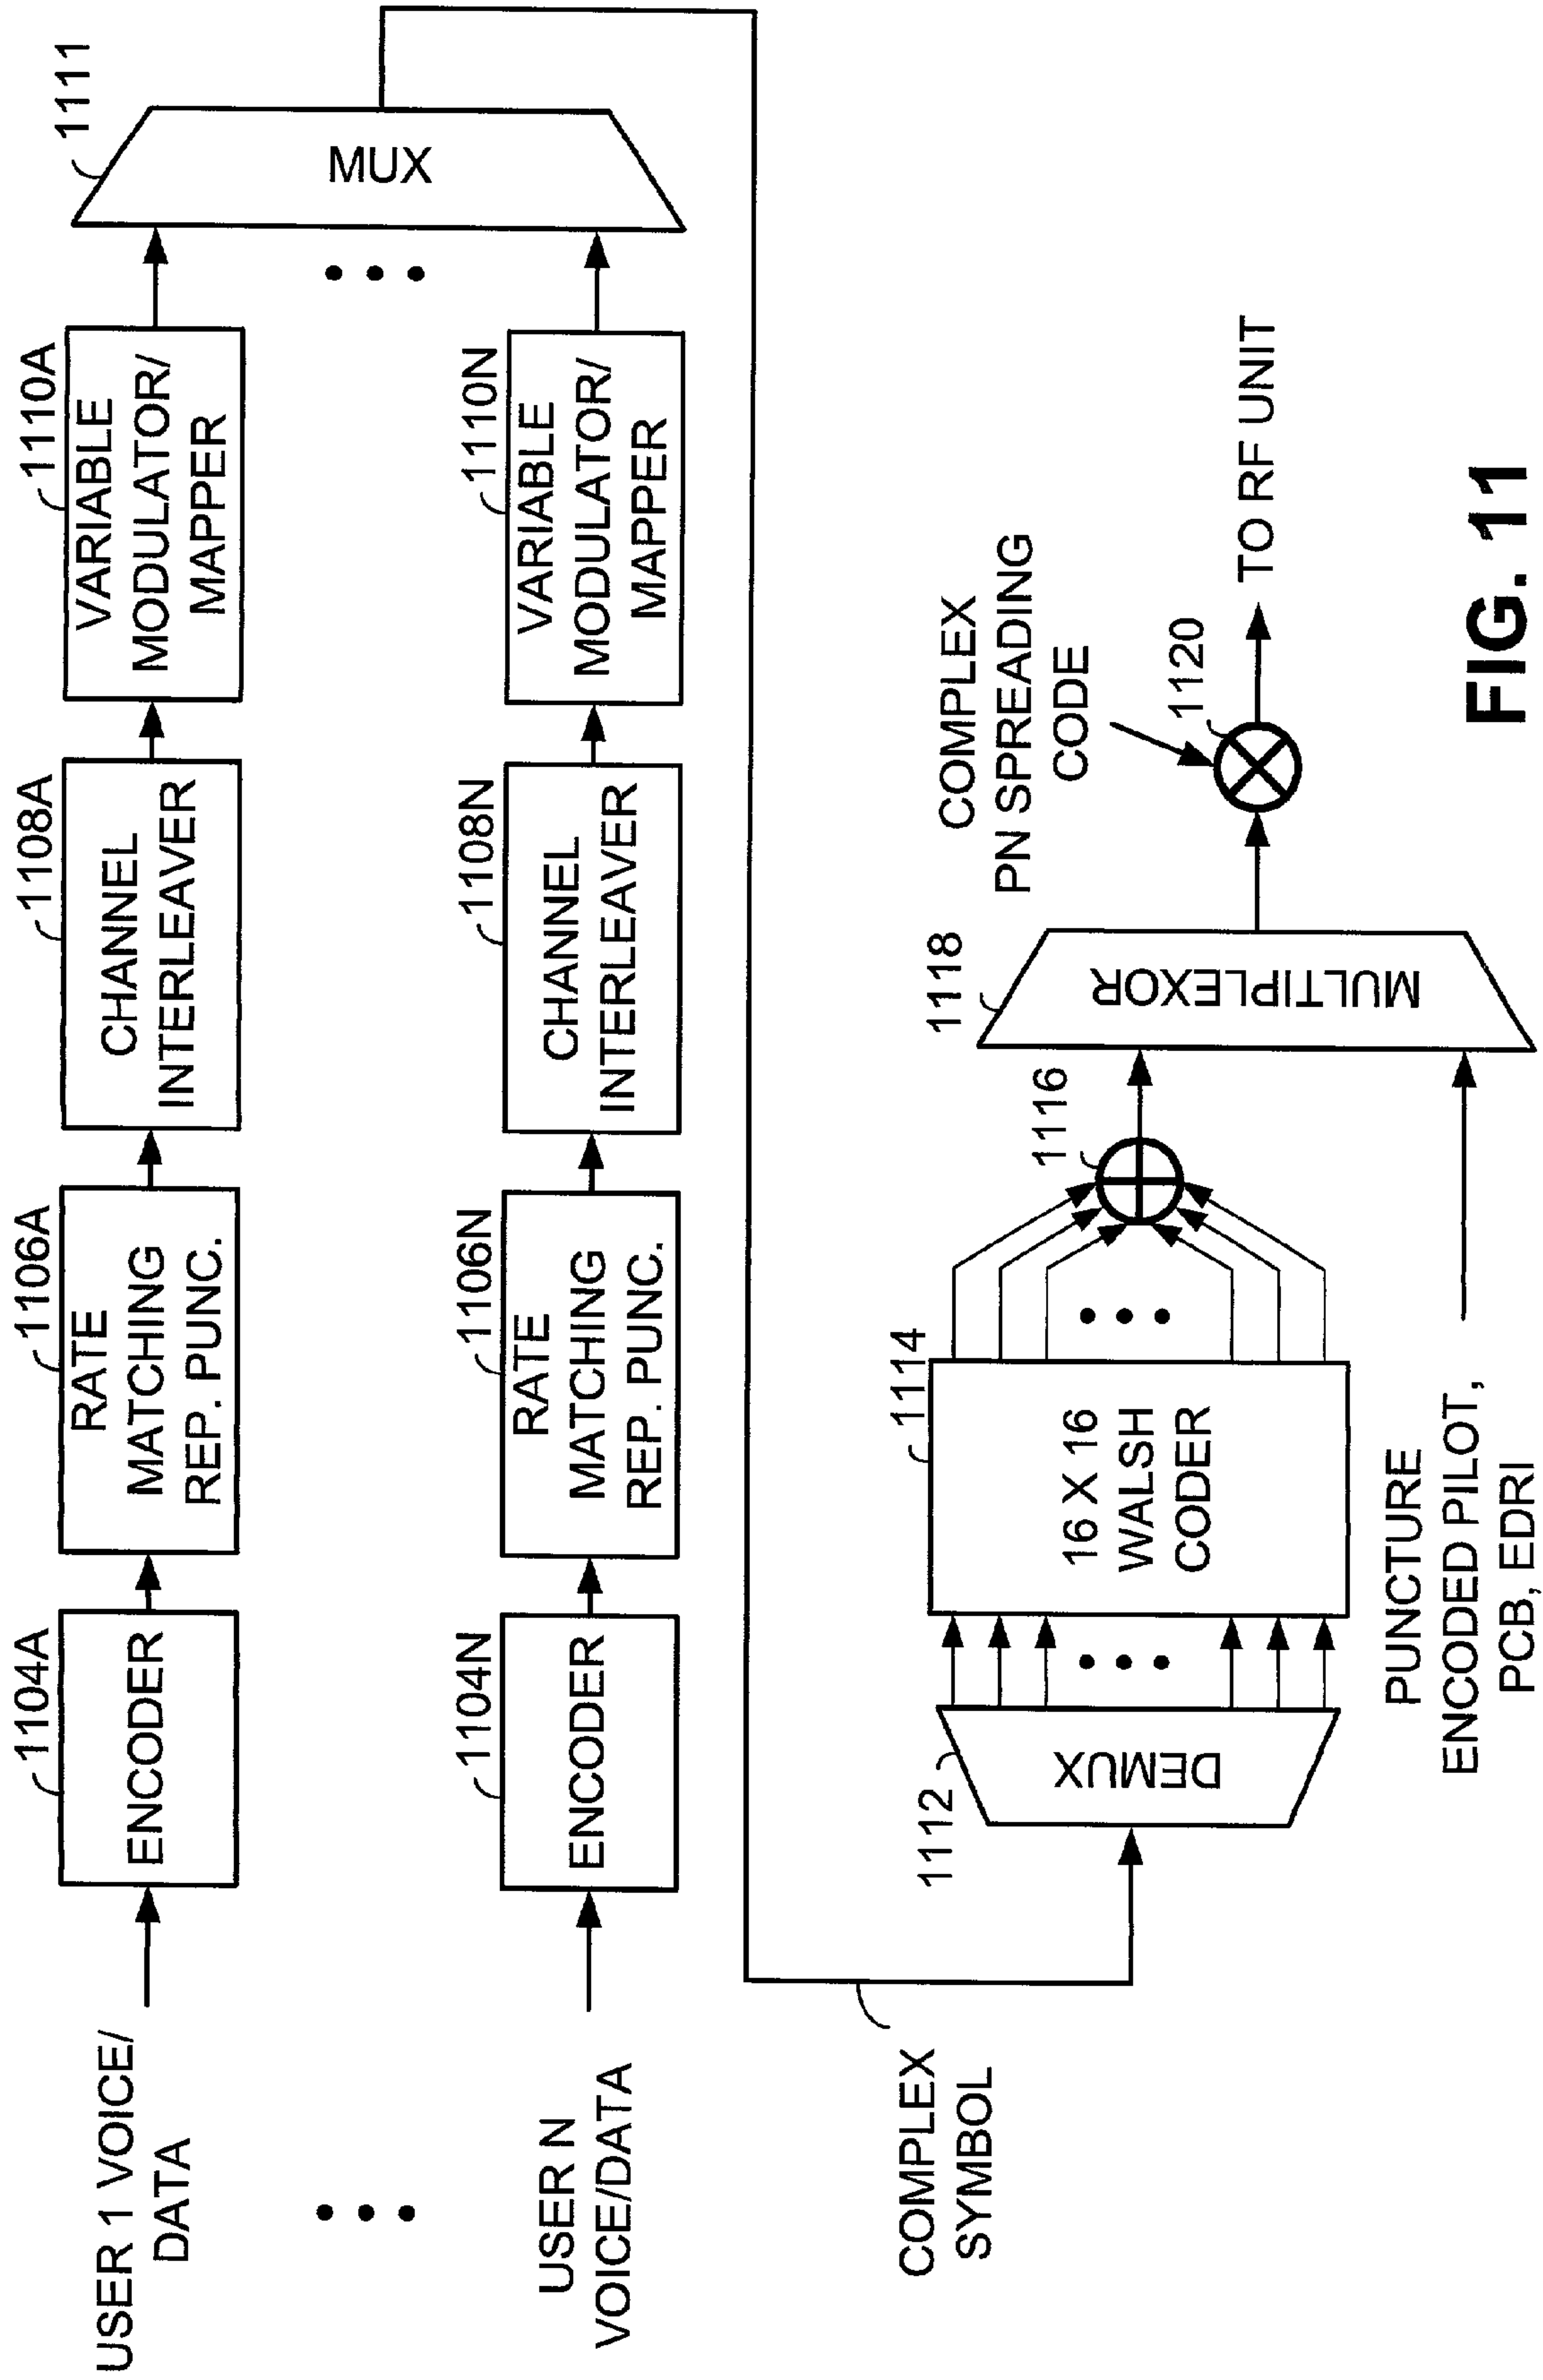 USER 1 VOICE/
DATA
1104A
ENCODER
1106A
RATE
MATCHING
REP. PUNC.
1108A
CHANNEL
INTERLEAVER
1110A
VARIABLE
MODULATOR/
MAPPER
1111
MUX
USER N
VOICE/DATA
1104N
ENCODER
1106N
RATE
MATCHING
REP. PUNC.
1108N
CHANNEL
INTERLEAVER
1110N
VARIABLE
MODULATOR/
MAPPER
COMPLEX
SYMBOL
1112
DEMUX
1114
16 X 16
WALSH
CODER
1116
1118
MULTIPLEXOR
COMPLEX
PN SPREADING
CODE
1120
TO RF UNIT
PUNCTURE
ENCODED PILOT,
PCB, EDRI
FIG. 11